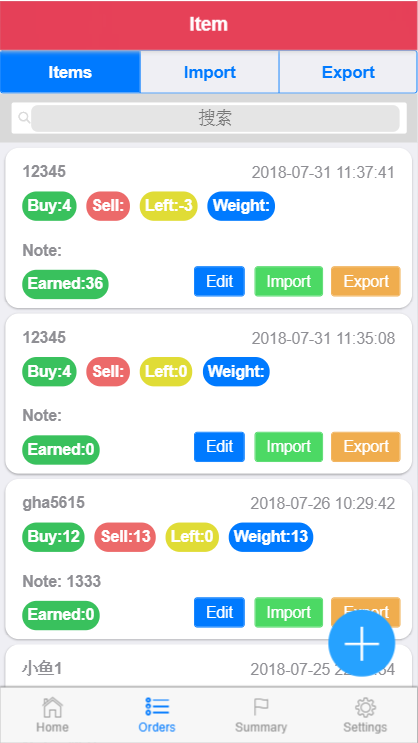 Item
Items Import Export
搜索
12345 2018-07-31 11:37:41
Buy:4 Sell: Left:-3 Weight:
Note:
Earned:36 Edit Import Export
12345 2018-07-31 11:35:08
Buy:4 Sell: Left:0 Weight:
Note:
Earned:0 Edit Import Export
gha5615 2018-07-26 10:29:42
Buy:12 Sell:13 Left:0 Weight:13
Note: 1333
Earned:0 Edit Import Export
小鱼1 2018-07-25
Home Orders Summary Settings